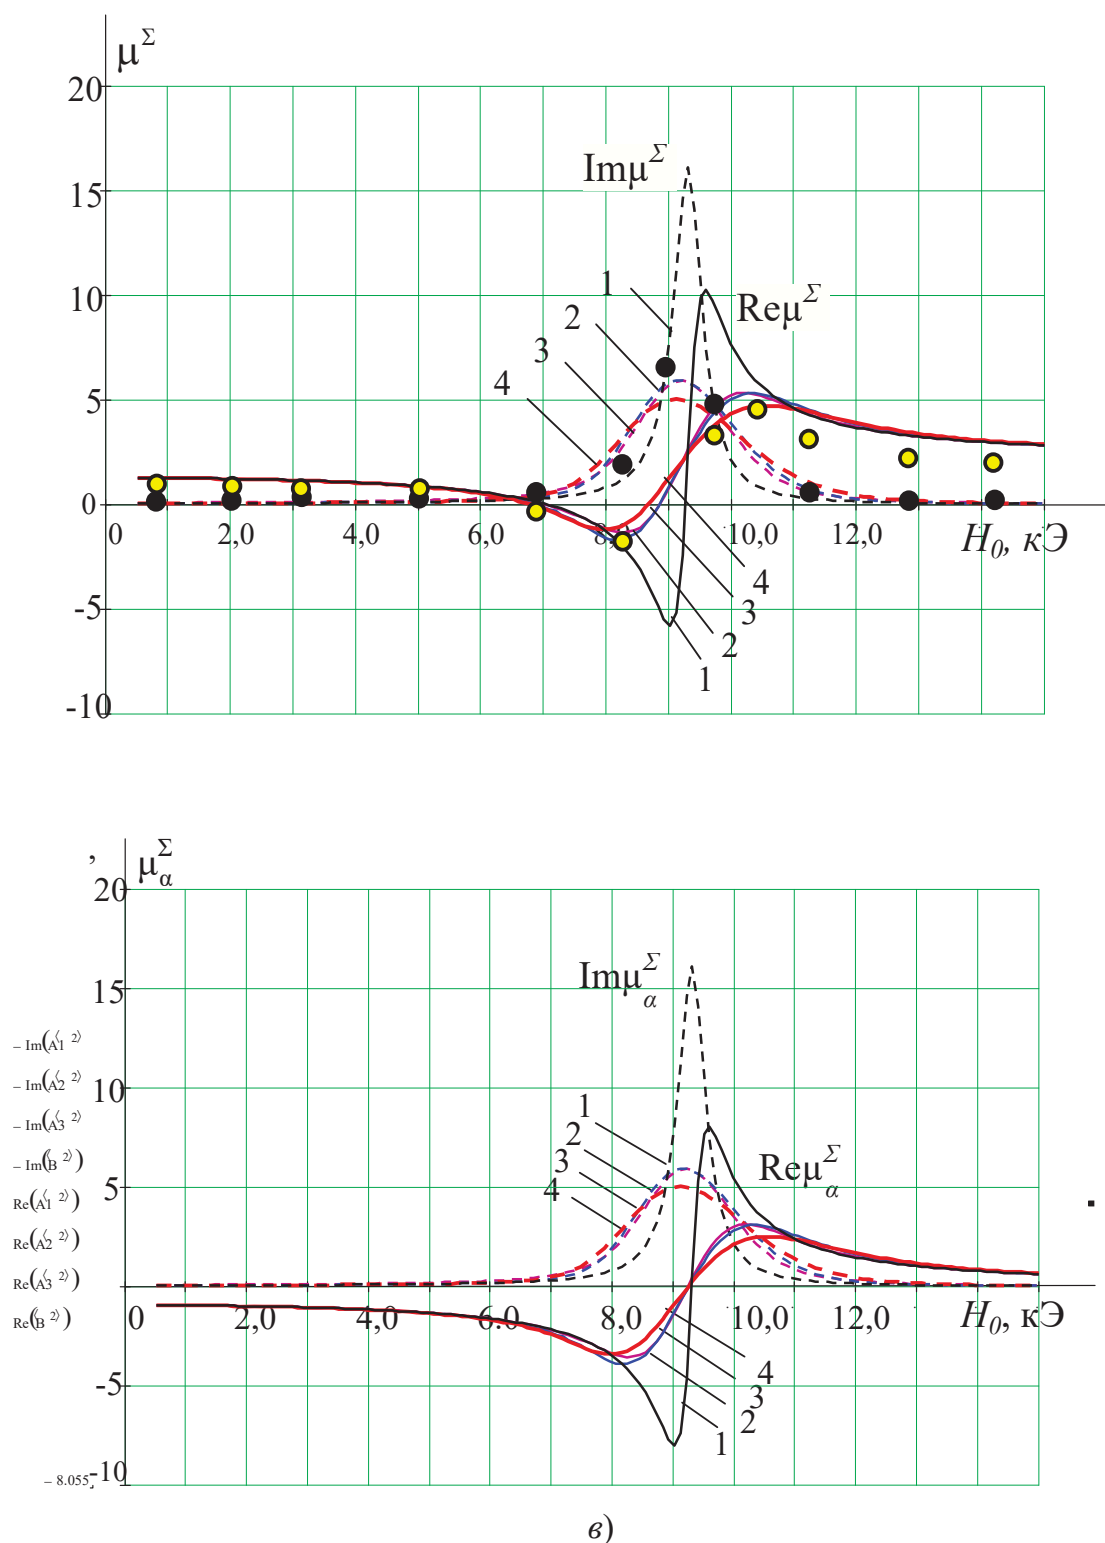 μ^Σ
20
Imμ^Σ
15
1
10
Reμ^Σ
2
3
4
5
0
0
2,0
4,0
6,0
8,0
10,0
12,0
H₀, кЭ
4
-5
3
2
1
-10
,
μ_α^Σ
20
Imμ_α^Σ
15
– Im(A1⟨ 2⟩
– Im(A2⟨ 2⟩
10
– Im(A3⟨ 2⟩
1
2
– Im(B⟨ 2⟩)
3
Reμ_α^Σ
4
5
Re(A1⟨ 2⟩)
Re(A2⟨ 2⟩)
Re(A3⟨ 2⟩)
Re(B⟨ 2⟩)
0
2,0
4,0
6.0
8,0
10,0
12,0
H₀, кЭ
4
-5
3
2
1
– 8.055,
-10
в)